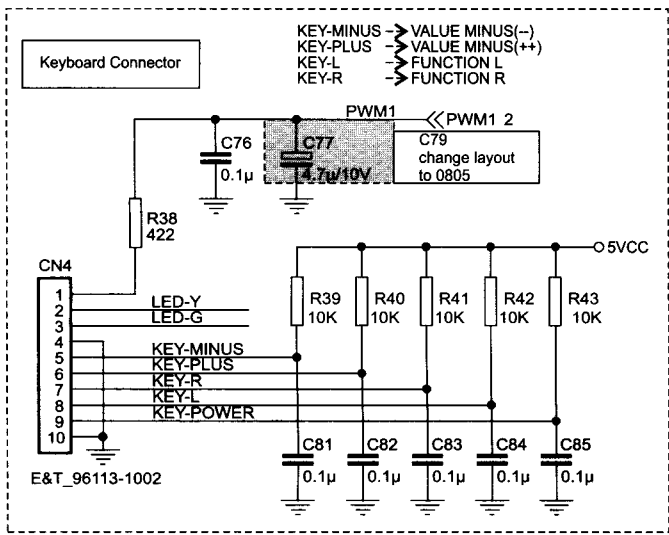 KEY-MINUS -> VALUE MINUS(--)
KEY-PLUS -> VALUE MINUS(++)
KEY-L -> FUNCTION L
KEY-R -> FUNCTION R
Keyboard Connector
PWM1
PWM1 2
C76
0.1µ
C77
4.7µ/10V
C79
change layout
to 0805
R38
422
5VCC
CN4
R39
10K
R40
10K
R41
10K
R42
10K
R43
10K
1
2 LED-Y
3 LED-G
4
5 KEY-MINUS
6 KEY-PLUS
7 KEY-R
8 KEY-L
9 KEY-POWER
10
C81
0.1µ
C82
0.1µ
C83
0.1µ
C84
0.1µ
C85
0.1µ
E&T_96113-1002